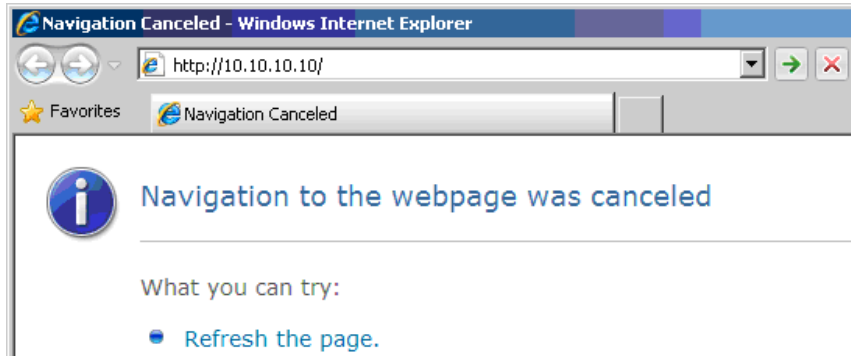 Navigation Canceled - Windows Internet Explorer
http://10.10.10.10/
Favorites Navigation Canceled
Navigation to the webpage was canceled
What you can try:
Refresh the page.